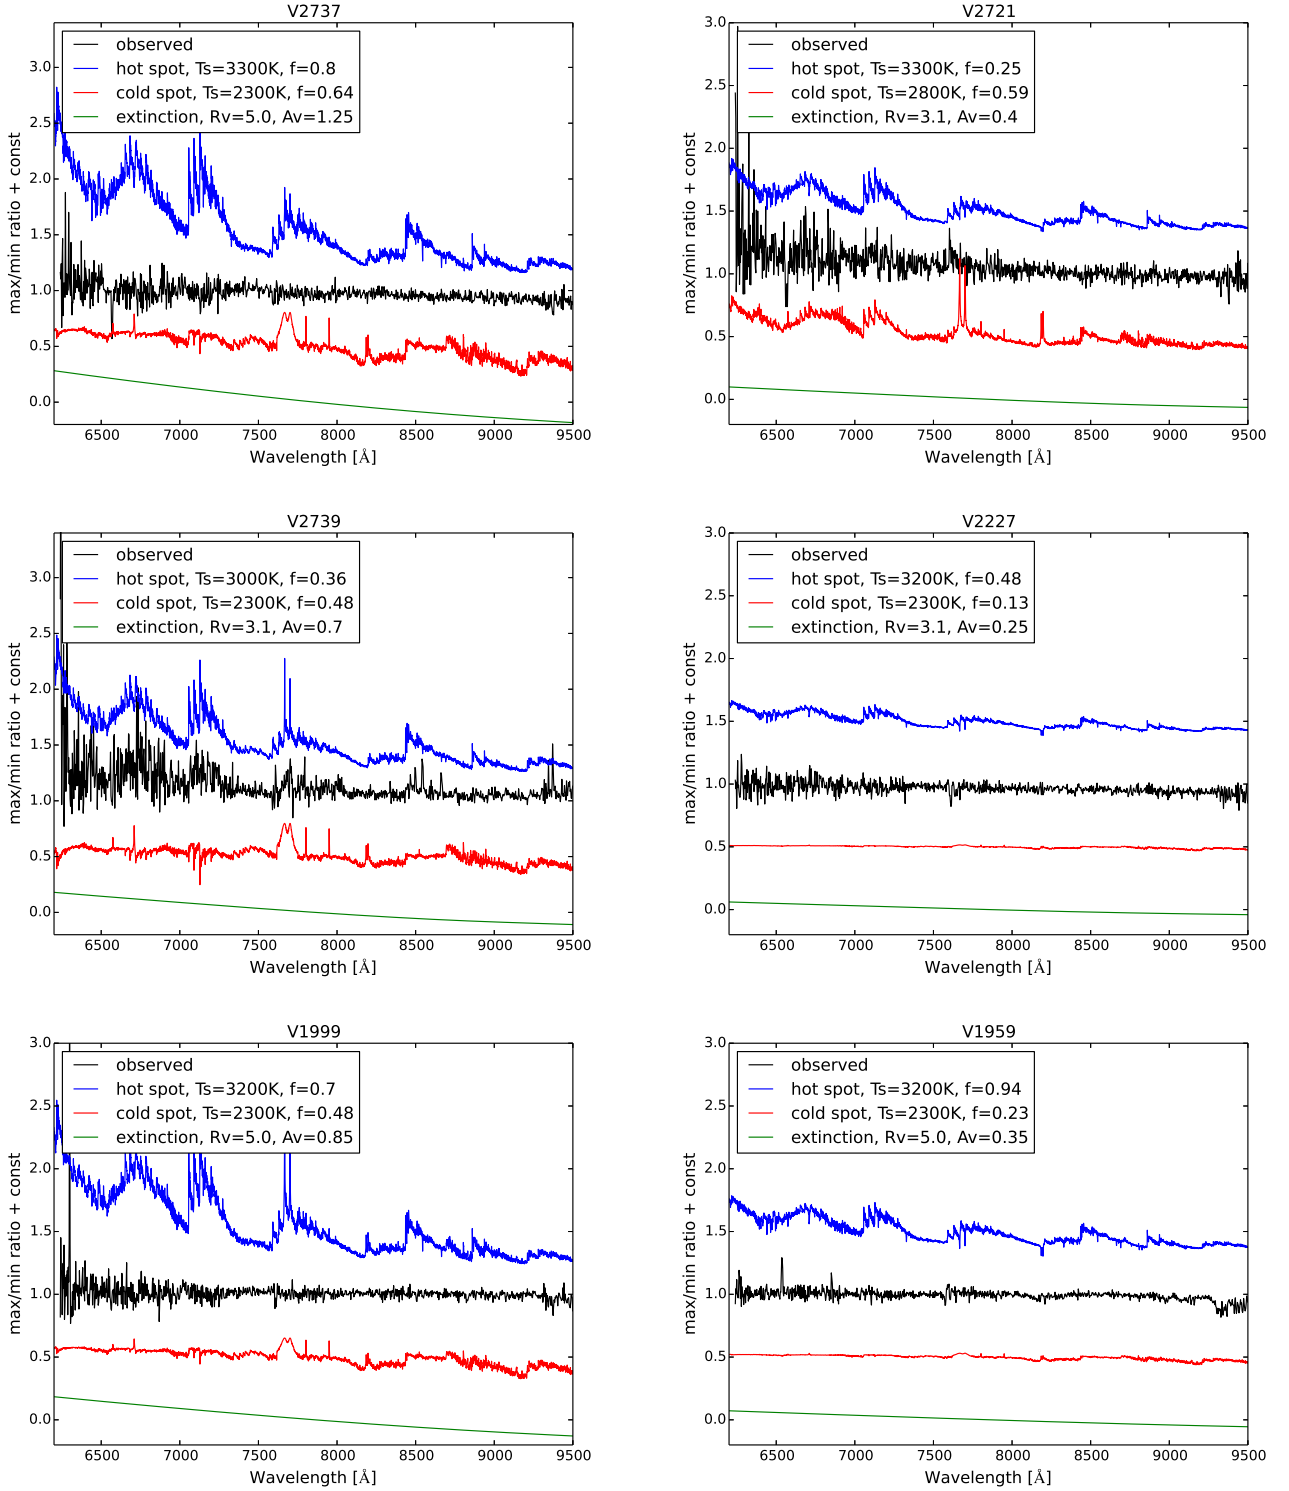 V2737
observed
hot spot, Ts=3300K, f=0.8
cold spot, Ts=2300K, f=0.64
extinction, Rv=5.0, Av=1.25
max/min ratio + const
3.0
2.5
2.0
1.5
1.0
0.5
0.0
6500 7000 7500 8000 8500 9000 9500
Wavelength [Å]
V2721
observed
hot spot, Ts=3300K, f=0.25
cold spot, Ts=2800K, f=0.59
extinction, Rv=3.1, Av=0.4
max/min ratio + const
3.0
2.5
2.0
1.5
1.0
0.5
0.0
6500 7000 7500 8000 8500 9000 9500
Wavelength [Å]
V2739
observed
hot spot, Ts=3000K, f=0.36
cold spot, Ts=2300K, f=0.48
extinction, Rv=3.1, Av=0.7
max/min ratio + const
3.0
2.5
2.0
1.5
1.0
0.5
0.0
6500 7000 7500 8000 8500 9000 9500
Wavelength [Å]
V2227
observed
hot spot, Ts=3200K, f=0.48
cold spot, Ts=2300K, f=0.13
extinction, Rv=3.1, Av=0.25
max/min ratio + const
3.0
2.5
2.0
1.5
1.0
0.5
0.0
6500 7000 7500 8000 8500 9000 9500
Wavelength [Å]
V1999
observed
hot spot, Ts=3200K, f=0.7
cold spot, Ts=2300K, f=0.48
extinction, Rv=5.0, Av=0.85
max/min ratio + const
3.0
2.5
2.0
1.5
1.0
0.5
0.0
6500 7000 7500 8000 8500 9000 9500
Wavelength [Å]
V1959
observed
hot spot, Ts=3200K, f=0.94
cold spot, Ts=2300K, f=0.23
extinction, Rv=5.0, Av=0.35
max/min ratio + const
3.0
2.5
2.0
1.5
1.0
0.5
0.0
6500 7000 7500 8000 8500 9000 9500
Wavelength [Å]